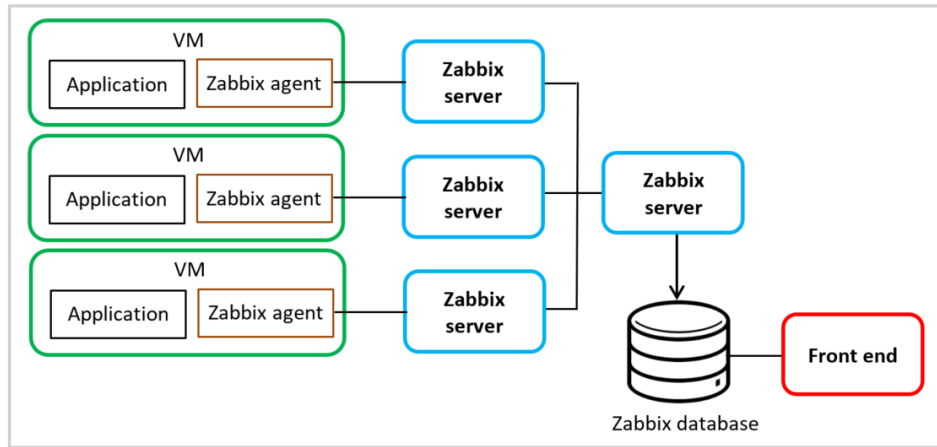 VM
Application
Zabbix agent
Zabbix
server
VM
Application
Zabbix agent
Zabbix
server
Zabbix
server
VM
Application
Zabbix agent
Zabbix
server
Front end
Zabbix database